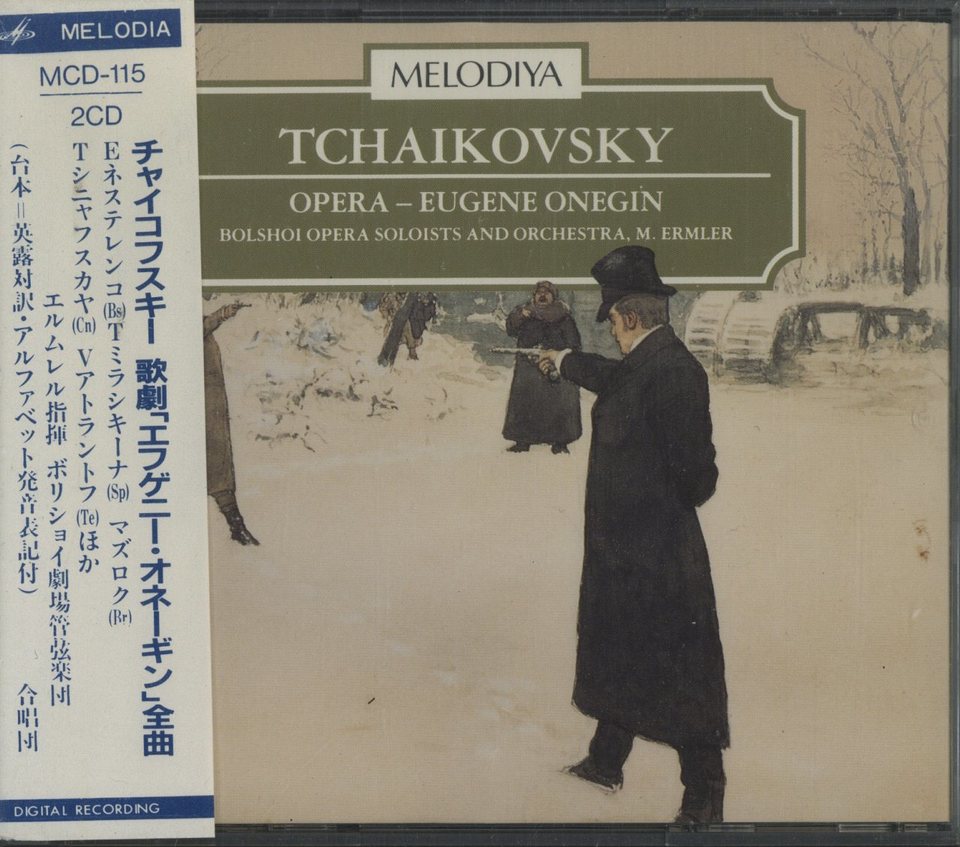 MELODIA
MCD-115
2CD
チャイコフスキー 歌劇「エフゲニー・オネーギン」全曲
Eネステレンコ(Bs)Tミラシキーナ(Sp) マズロク(Br)
Tシニャフスカヤ(Cn) Vアトラントフ(Te)ほか
エルムレル指揮 ボリショイ劇場管弦楽団
合唱団
(台本=英露対訳・アルファベット発音表記付)
DIGITAL RECORDING
MELODIYA
TCHAIKOVSKY
OPERA – EUGENE ONEGIN
BOLSHOI OPERA SOLOISTS AND ORCHESTRA, M. ERMLER